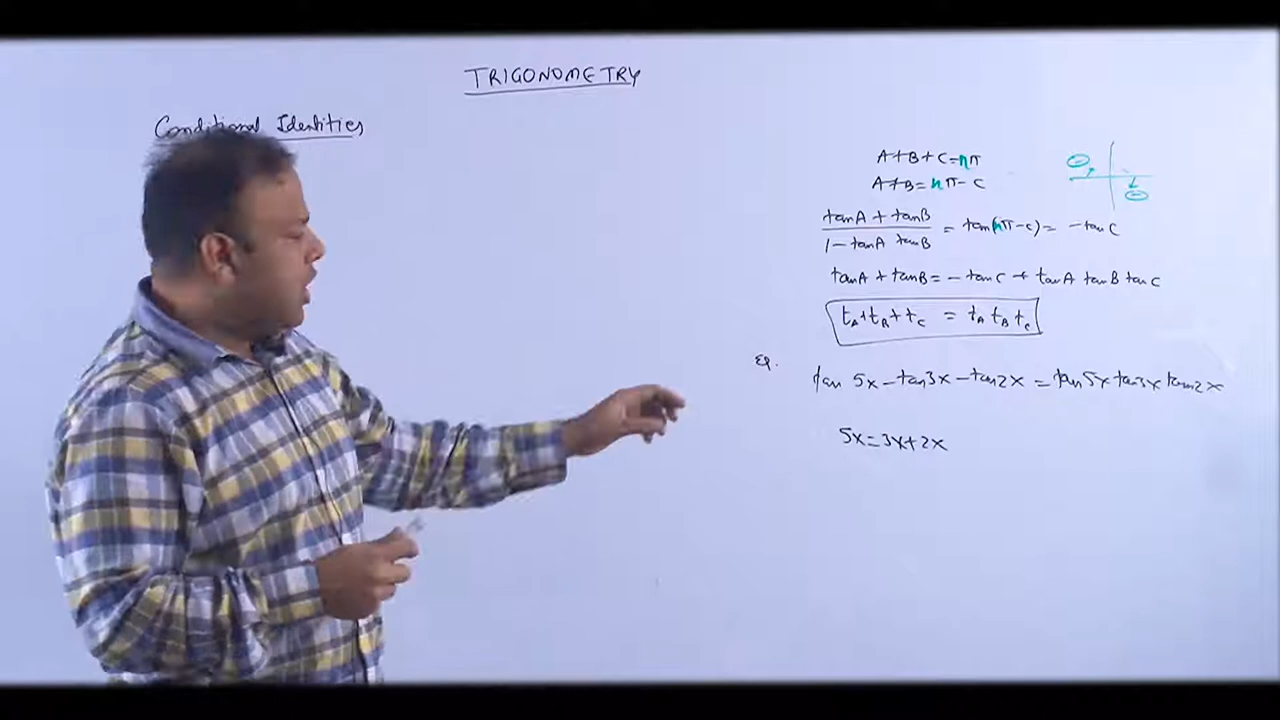 TRIGONOMETRY
Conditional Identities
A+B+C=nπ
A+B=nπ-C
tanA + tanB / 1-tanA tanB = tan(nπ-C) = -tanC
tanA + tanB = -tanC + tanA tanB tanC
tA+tB+tC = tA tB tC
tan 5x-tan3x-tan2x = tan5x tan3x tan2x
5x=3x+2x